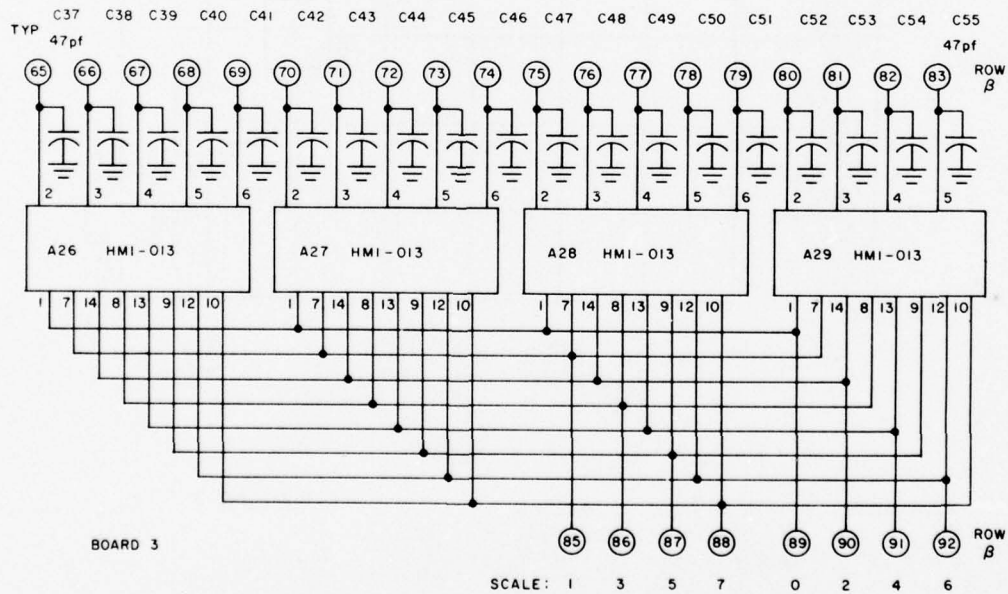 C37 C38 C39 C40 C41 C42 C43 C44 C45 C46 C47 C48 C49 C50 C51 C52 C53 C54 C55
TYP 47pf 47pf
65 66 67 68 69 70 71 72 73 74 75 76 77 78 79 80 81 82 83 ROW β
2 3 4 5 6 2 3 4 5 6 2 3 4 5 6 2 3 4 5
A26 HM1-013 A27 HM1-013 A28 HM1-013 A29 HM1-013
1 7 14 8 13 9 12 10 1 7 14 8 13 9 12 10 1 7 14 8 13 9 12 10 1 7 14 8 13 9 12 10
BOARD 3 85 86 87 88 89 90 91 92 ROW β
SCALE: 1 3 5 7 0 2 4 6